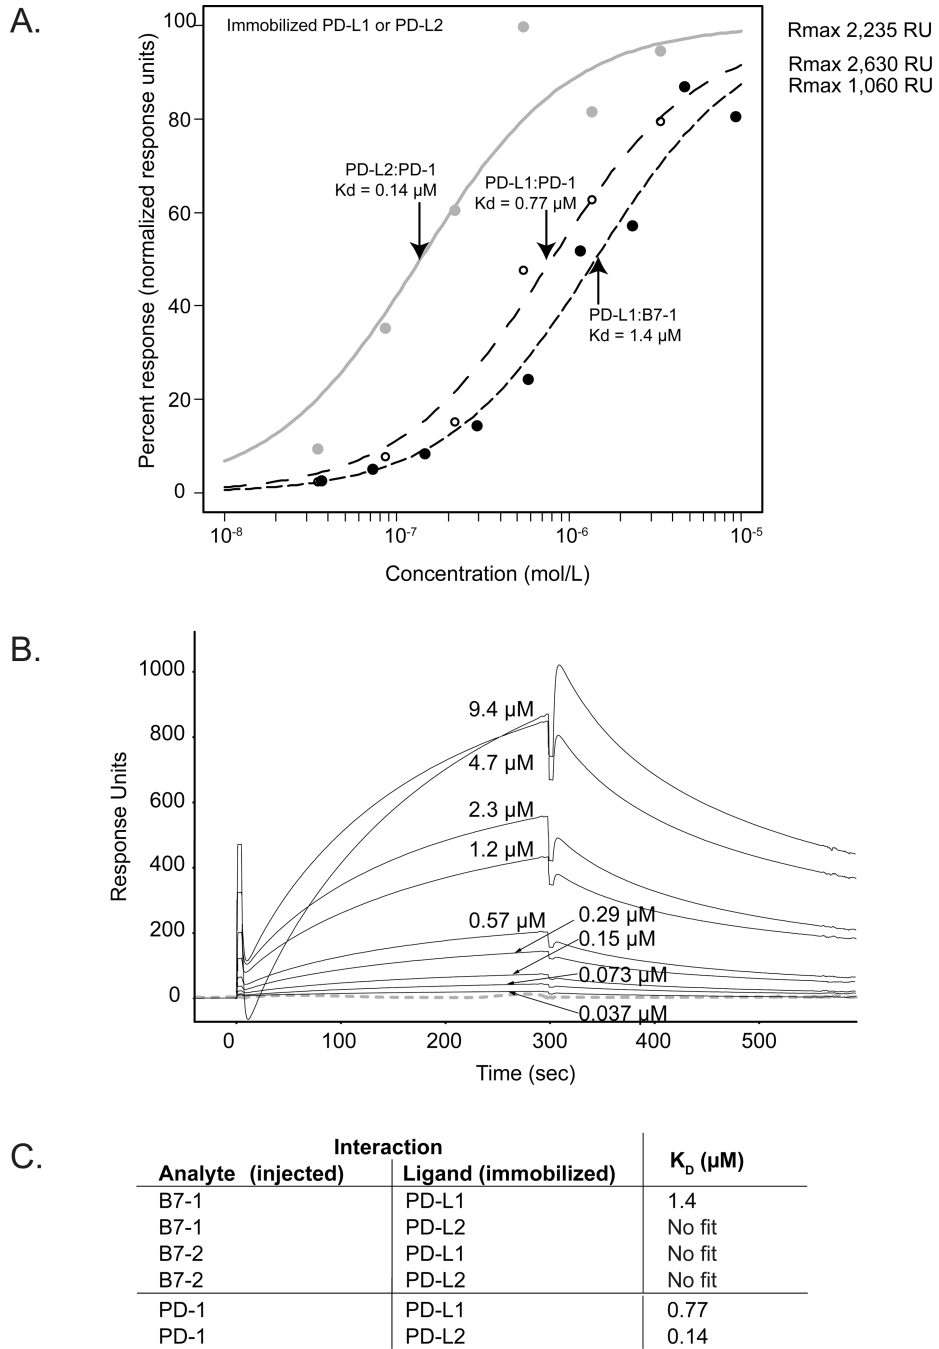 A.
Immobilized PD-L1 or PD-L2
Rmax 2,235 RU
Rmax 2,630 RU
Rmax 1,060 RU
PD-L2:PD-1
Kd = 0.14 µM
PD-L1:PD-1
Kd = 0.77 µM
PD-L1:B7-1
Kd = 1.4 µM
Percent response (normalized response units)
100
80
60
40
20
0
10-8
10-7
10-6
10-5
Concentration (mol/L)
B.
Response Units
1000
800
600
400
200
0
9.4 µM
4.7 µM
2.3 µM
1.2 µM
0.57 µM
0.29 µM
0.15 µM
0.073 µM
0.037 µM
0
100
200
300
400
500
Time (sec)
C.
Interaction
Analyte (injected) Ligand (immobilized) KD (µM)
B7-1 PD-L1 1.4
B7-1 PD-L2 No fit
B7-2 PD-L1 No fit
B7-2 PD-L2 No fit
PD-1 PD-L1 0.77
PD-1 PD-L2 0.14